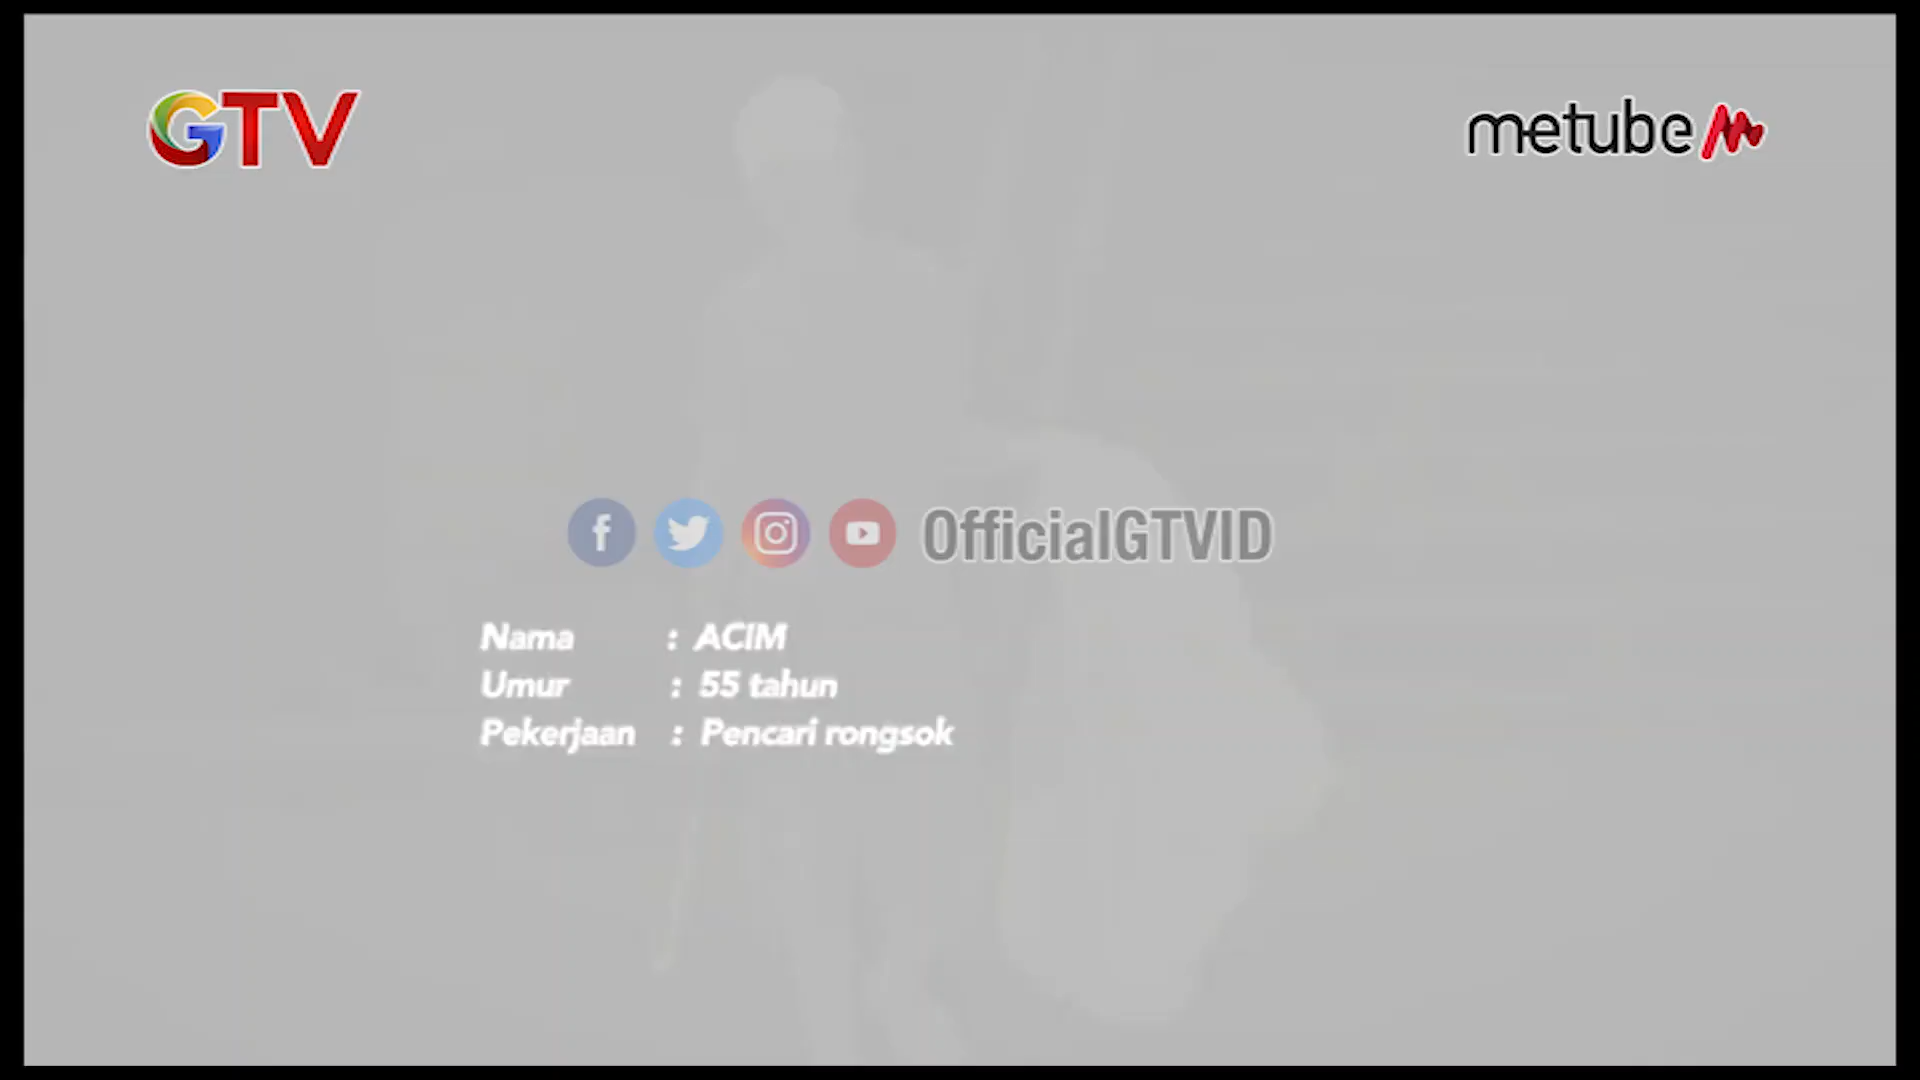 GTV
metube
OfficialGTVID
Nama : ACIM
Umur : 55 tahun
Pekerjaan : Pencari rongsok